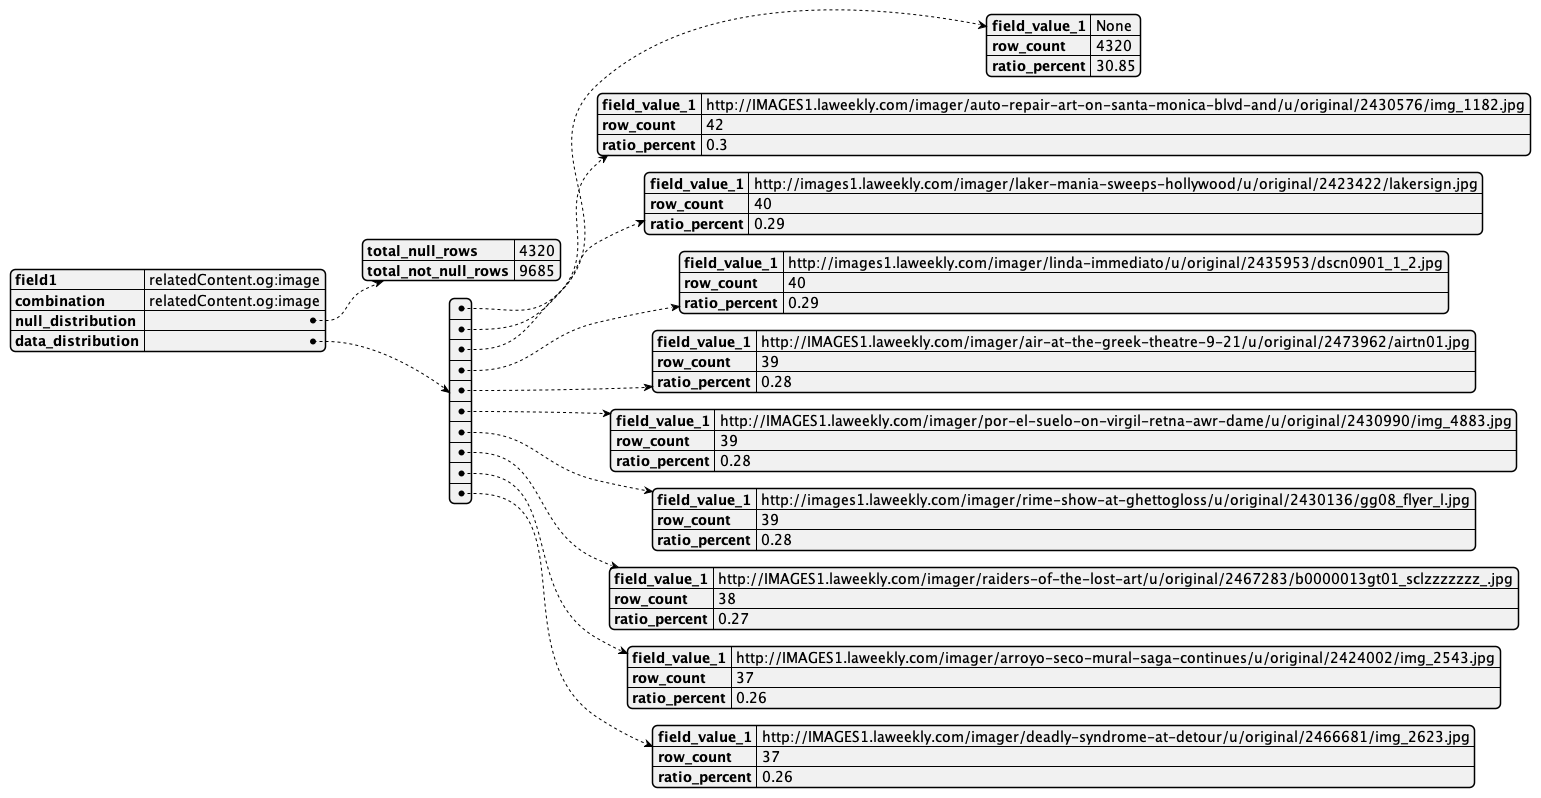 field1 relatedContent.og:image
combination relatedContent.og:image
null_distribution
data_distribution
total_null_rows 4320
total_not_null_rows 9685
field_value_1 None
row_count 4320
ratio_percent 30.85
field_value_1 http://IMAGES1.laweekly.com/imager/auto-repair-art-on-santa-monica-blvd-and/u/original/2430576/img_1182.jpg
row_count 42
ratio_percent 0.3
field_value_1 http://images1.laweekly.com/imager/laker-mania-sweeps-hollywood/u/original/2423422/lakersign.jpg
row_count 40
ratio_percent 0.29
field_value_1 http://images1.laweekly.com/imager/linda-immediato/u/original/2435953/dscn0901_1_2.jpg
row_count 40
ratio_percent 0.29
field_value_1 http://IMAGES1.laweekly.com/imager/air-at-the-greek-theatre-9-21/u/original/2473962/airtn01.jpg
row_count 39
ratio_percent 0.28
field_value_1 http://IMAGES1.laweekly.com/imager/por-el-suelo-on-virgil-retna-awr-dame/u/original/2430990/img_4883.jpg
row_count 39
ratio_percent 0.28
field_value_1 http://images1.laweekly.com/imager/rime-show-at-ghettogloss/u/original/2430136/gg08_flyer_l.jpg
row_count 39
ratio_percent 0.28
field_value_1 http://IMAGES1.laweekly.com/imager/raiders-of-the-lost-art/u/original/2467283/b0000013gt01_sclzzzzzzz_.jpg
row_count 38
ratio_percent 0.27
field_value_1 http://IMAGES1.laweekly.com/imager/arroyo-seco-mural-saga-continues/u/original/2424002/img_2543.jpg
row_count 37
ratio_percent 0.26
field_value_1 http://IMAGES1.laweekly.com/imager/deadly-syndrome-at-detour/u/original/2466681/img_2623.jpg
row_count 37
ratio_percent 0.26